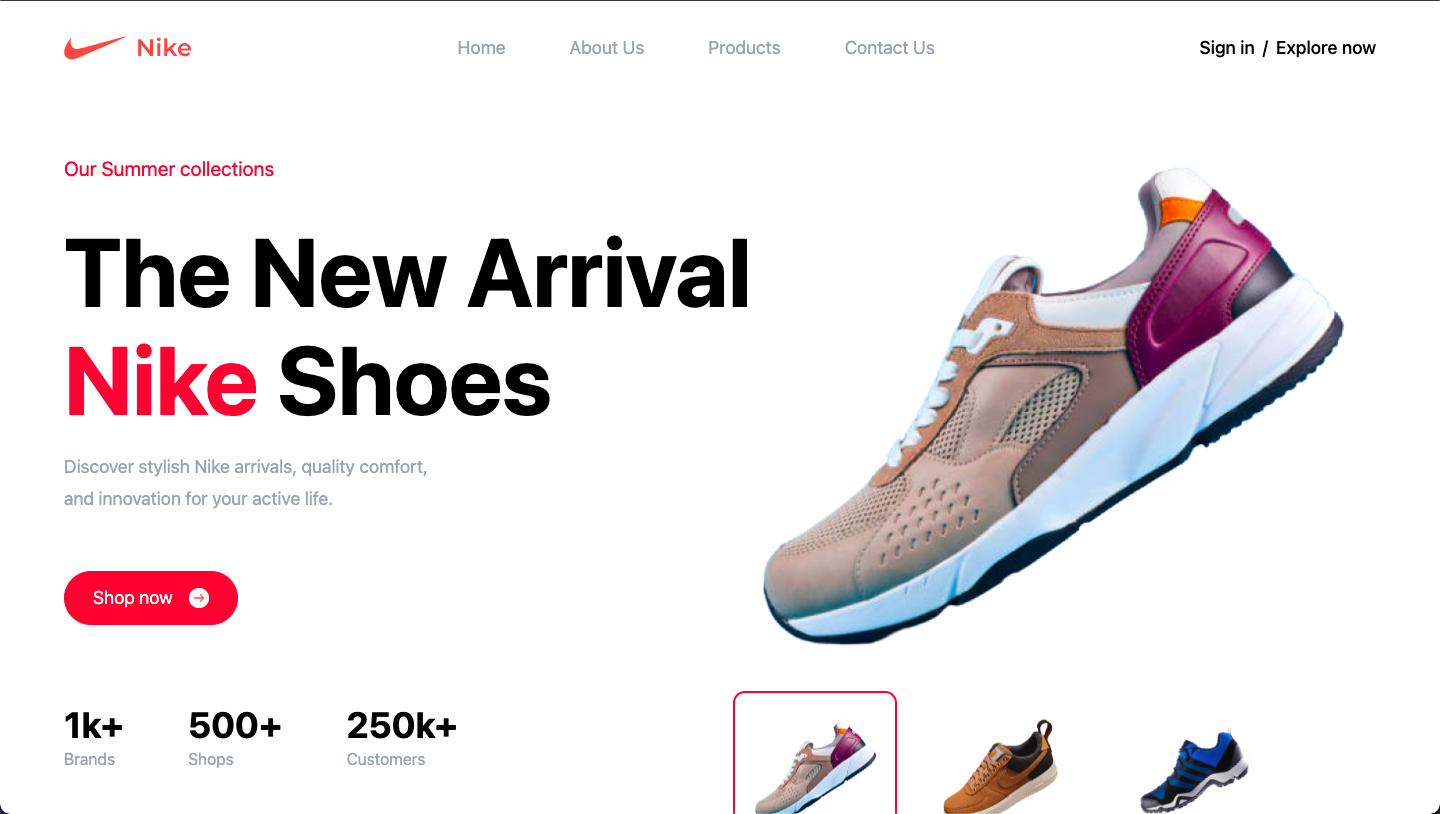 Nike
Home
About Us
Products
Contact Us
Sign in / Explore now
Our Summer collections
The New Arrival
Nike Shoes
Discover stylish Nike arrivals, quality comfort,
and innovation for your active life.
Shop now
1k+
Brands
500+
Shops
250k+
Customers